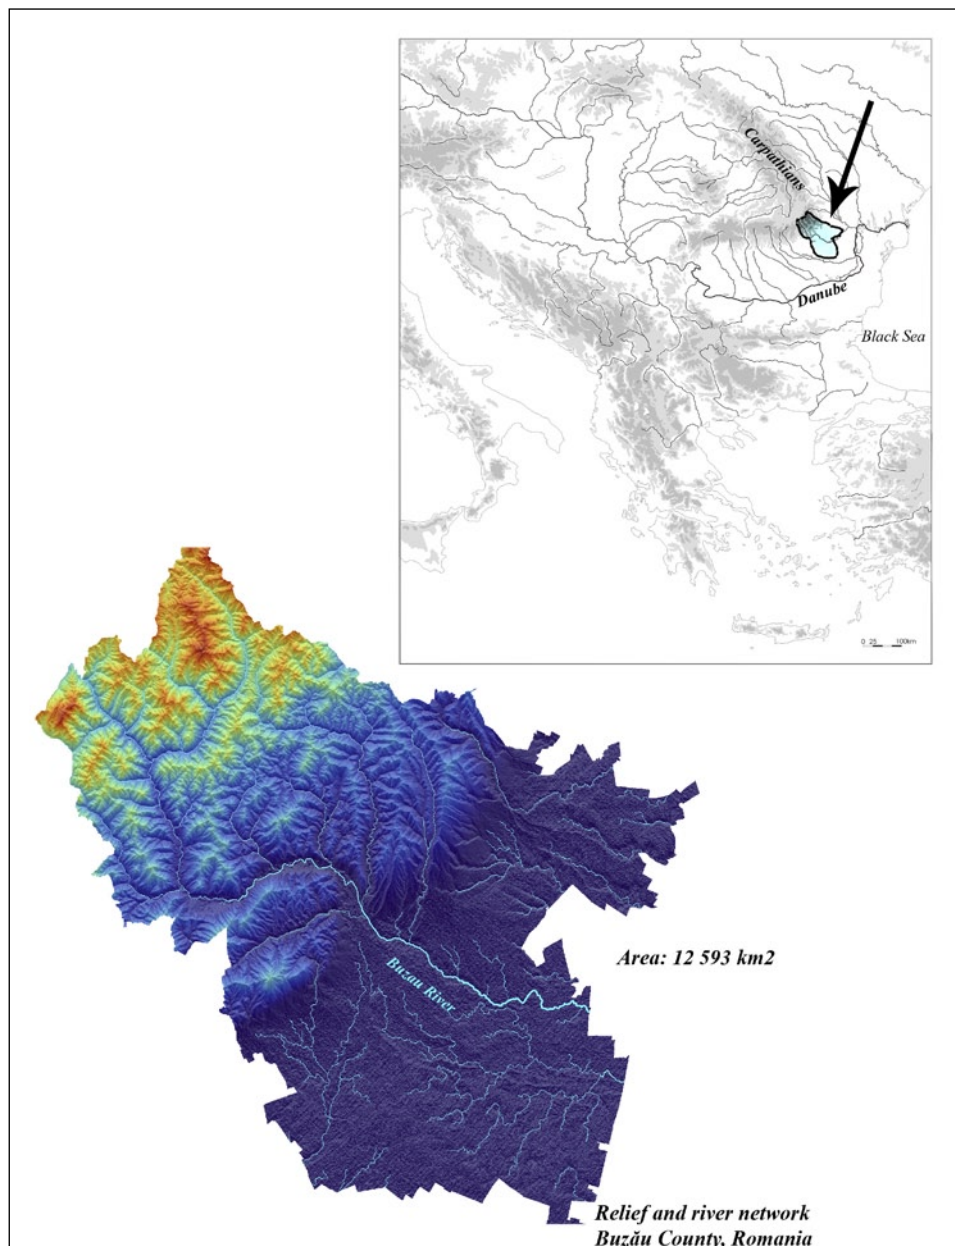 Carpathians
Danube
Black Sea
0 25 100km
Buzau River
Area: 12 593 km2
Relief and river network
Buzău County, Romania